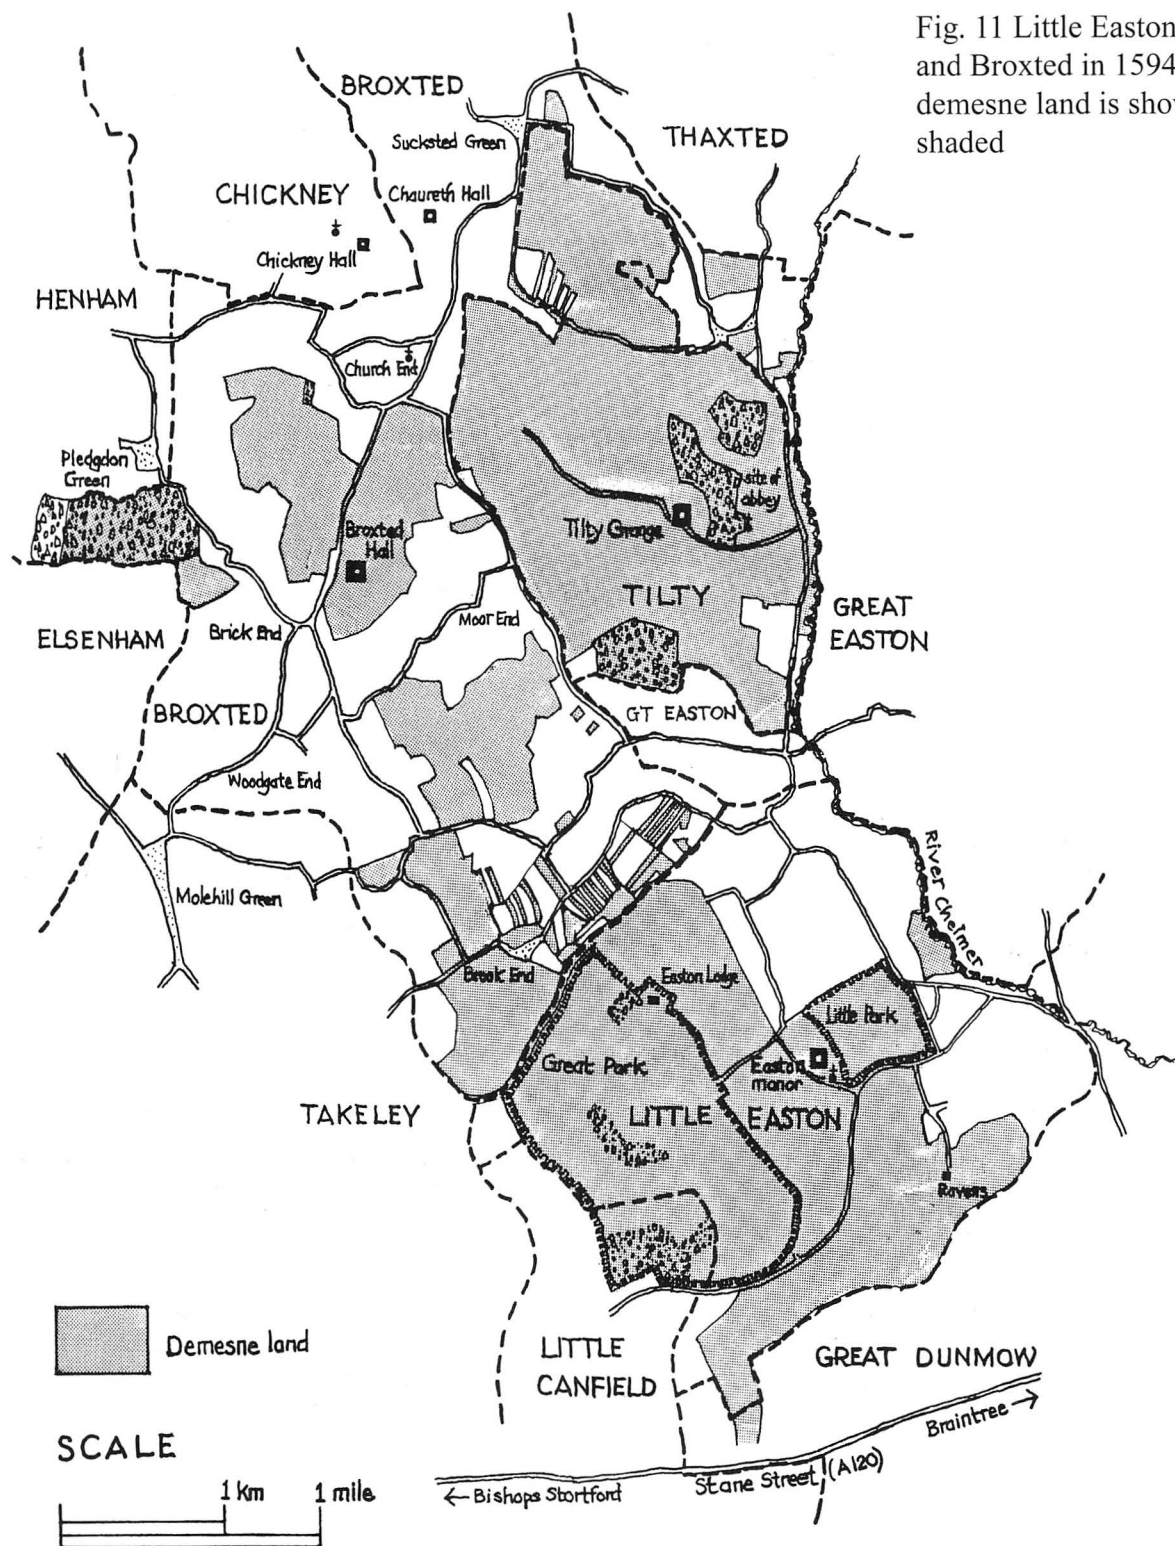 Fig. 11 Little Easton
and Broxted in 1594
demesne land is
shaded
BROXTED
Sucksted Green
THAXTED
CHICKNEY
Chaureth Hall
Chickney Hall
HENHAM
Church End
Pledgdon
Green
site of
abbey
Broxted
Hall
Tilty Grange
TILTY
GREAT
EASTON
ELSENHAM
Brick End
Moor End
BROXTED
GT EASTON
Woodgate End
River Chelmer
Molehill Green
Brook End
Easton Lodge
Little Park
Great Park
Easton
manor
TAKELEY
LITTLE EASTON
Ravens
Demesne land
LITTLE
CANFIELD
GREAT DUNMOW
SCALE
Braintree →
1 km 1 mile
← Bishops Stortford
Stane Street (A120)